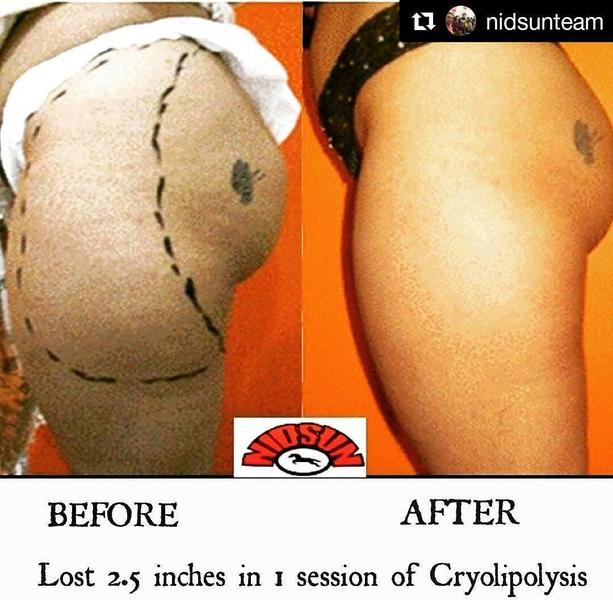 nidsunteam
NIDSUN
BEFORE
AFTER
Lost 2.5 inches in 1 session of Cryolipolysis